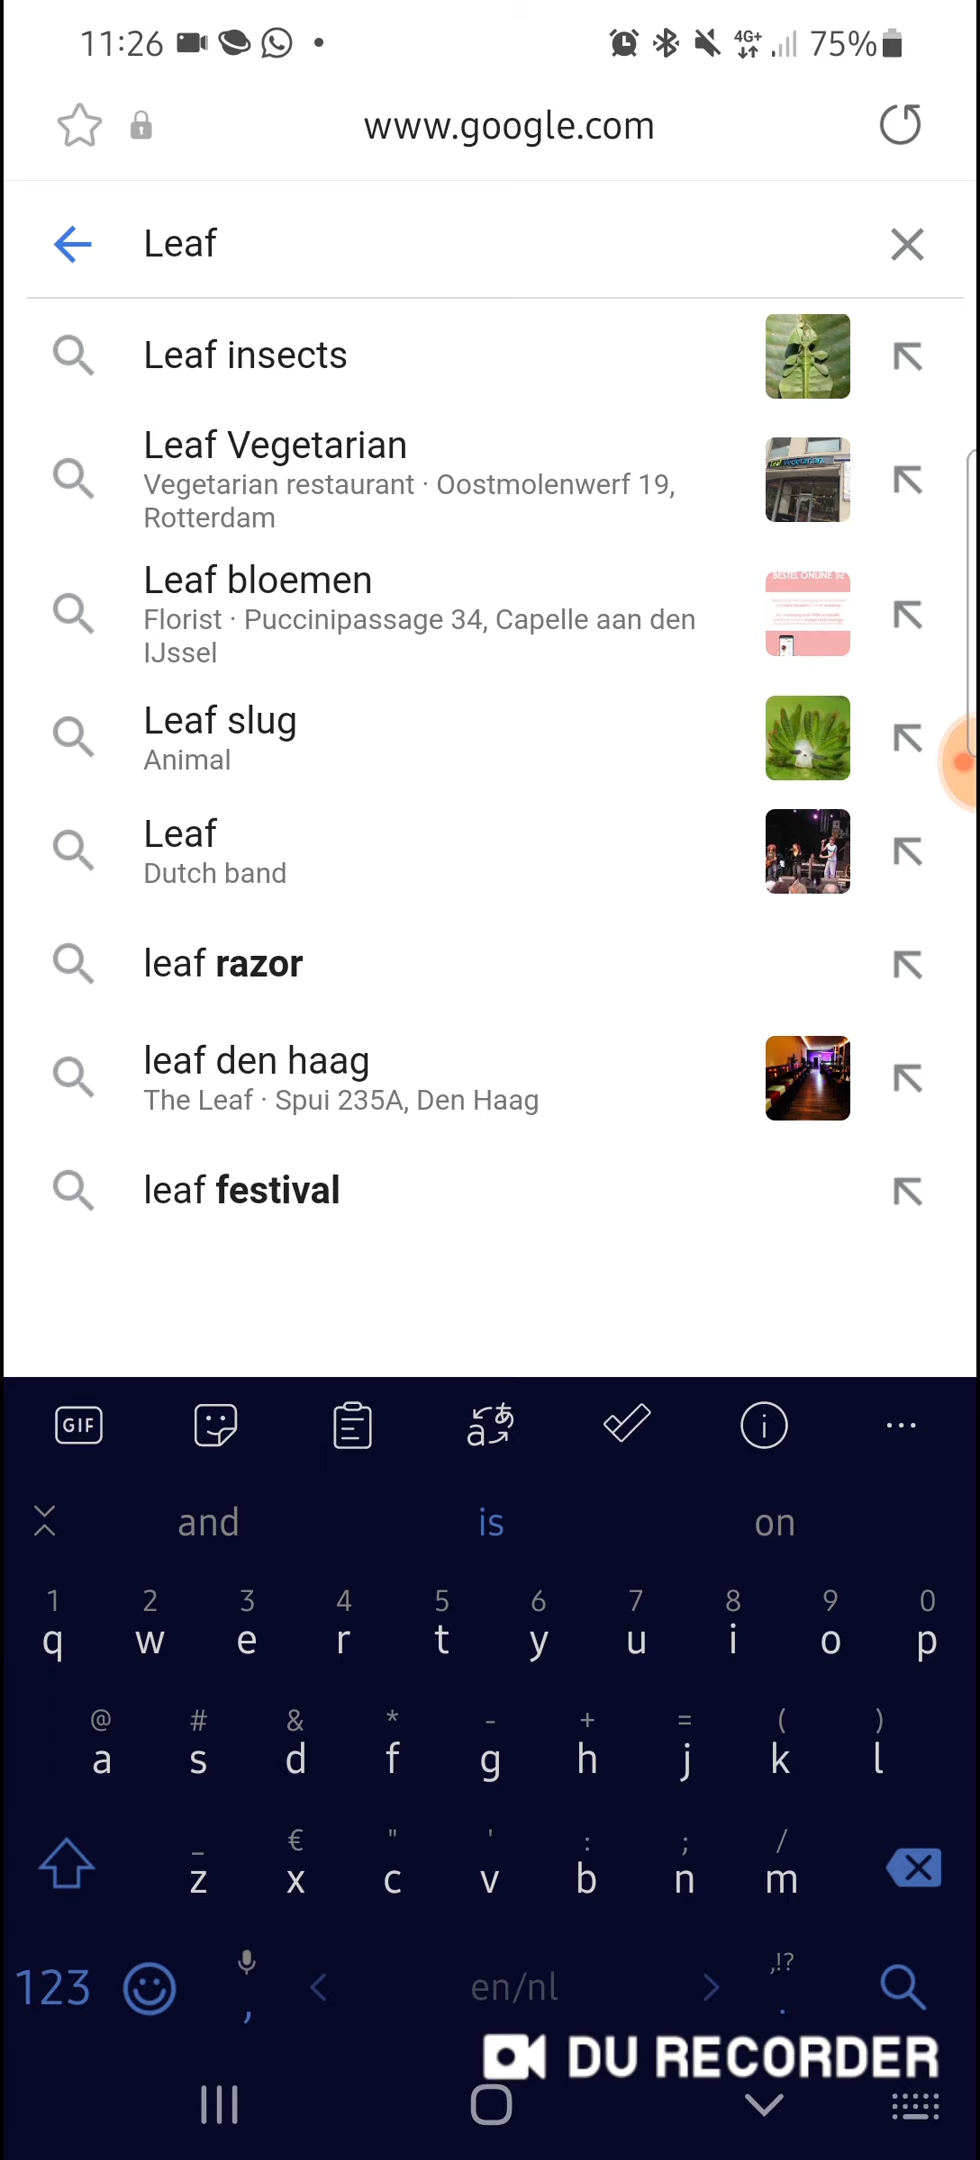 11:26 4G+ 75%
www.google.com
Leaf
Leaf insects
Leaf Vegetarian
Vegetarian restaurant · Oostmolenwerf 19,
Rotterdam
Leaf bloemen
Florist · Puccinipassage 34, Capelle aan den
IJssel
BESTEL ONLINE
Leaf slug
Animal
Leaf
Dutch band
leaf razor
leaf den haag
The Leaf · Spui 235A, Den Haag
leaf festival
GIF
and is on
1 2 3 4 5 6 7 8 9 0
q w e r t y u i o p
@ # & * - + = ( )
a s d f g h j k l
_ € " ' : ; /
z x c v b n m
123 , < en/nl > ,!? .
DU RECORDER